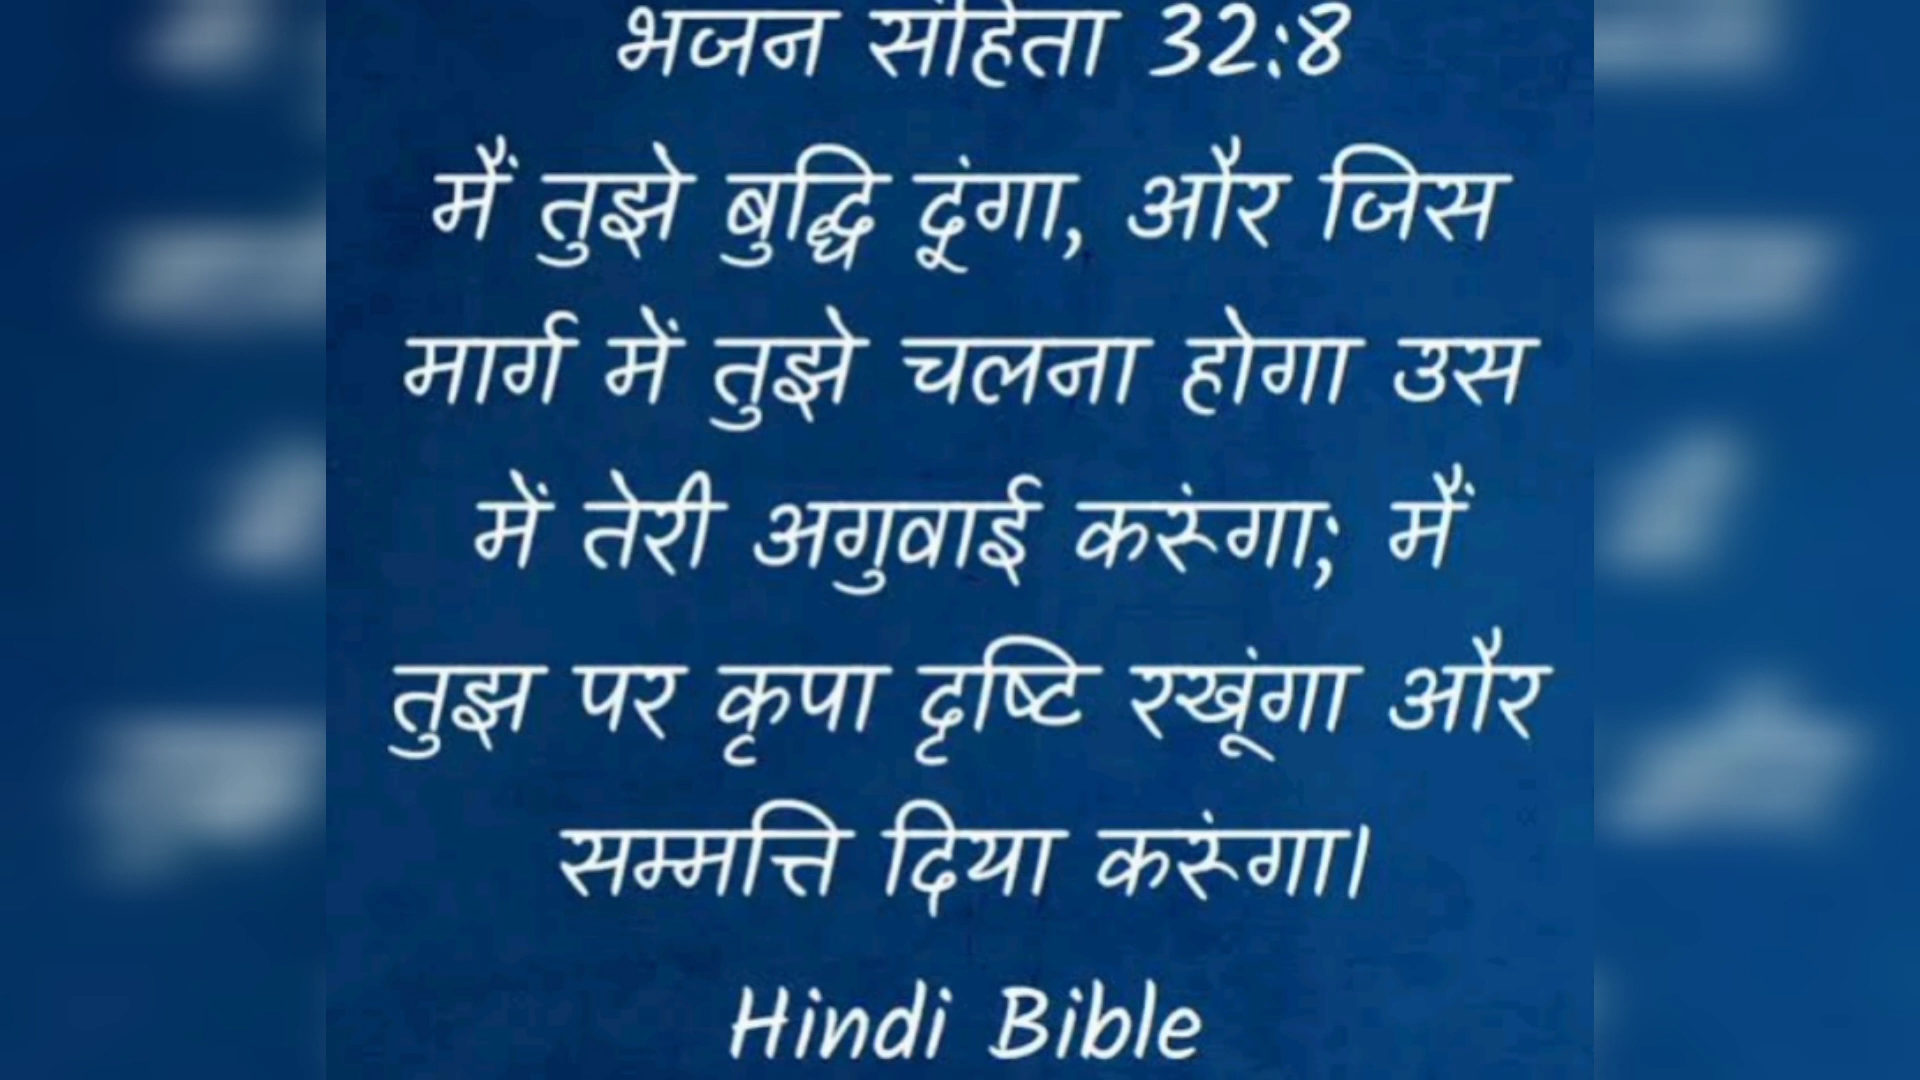 भजन संहिता 32:8
मैं तुझे बुद्धि दूंगा, और जिस
मार्ग में तुझे चलना होगा उस
में तेरी अगुवाई करूंगा; मैं
तुझ पर कृपा दृष्टि रखूंगा और
सम्मत्ति दिया करूंगा।
Hindi Bible